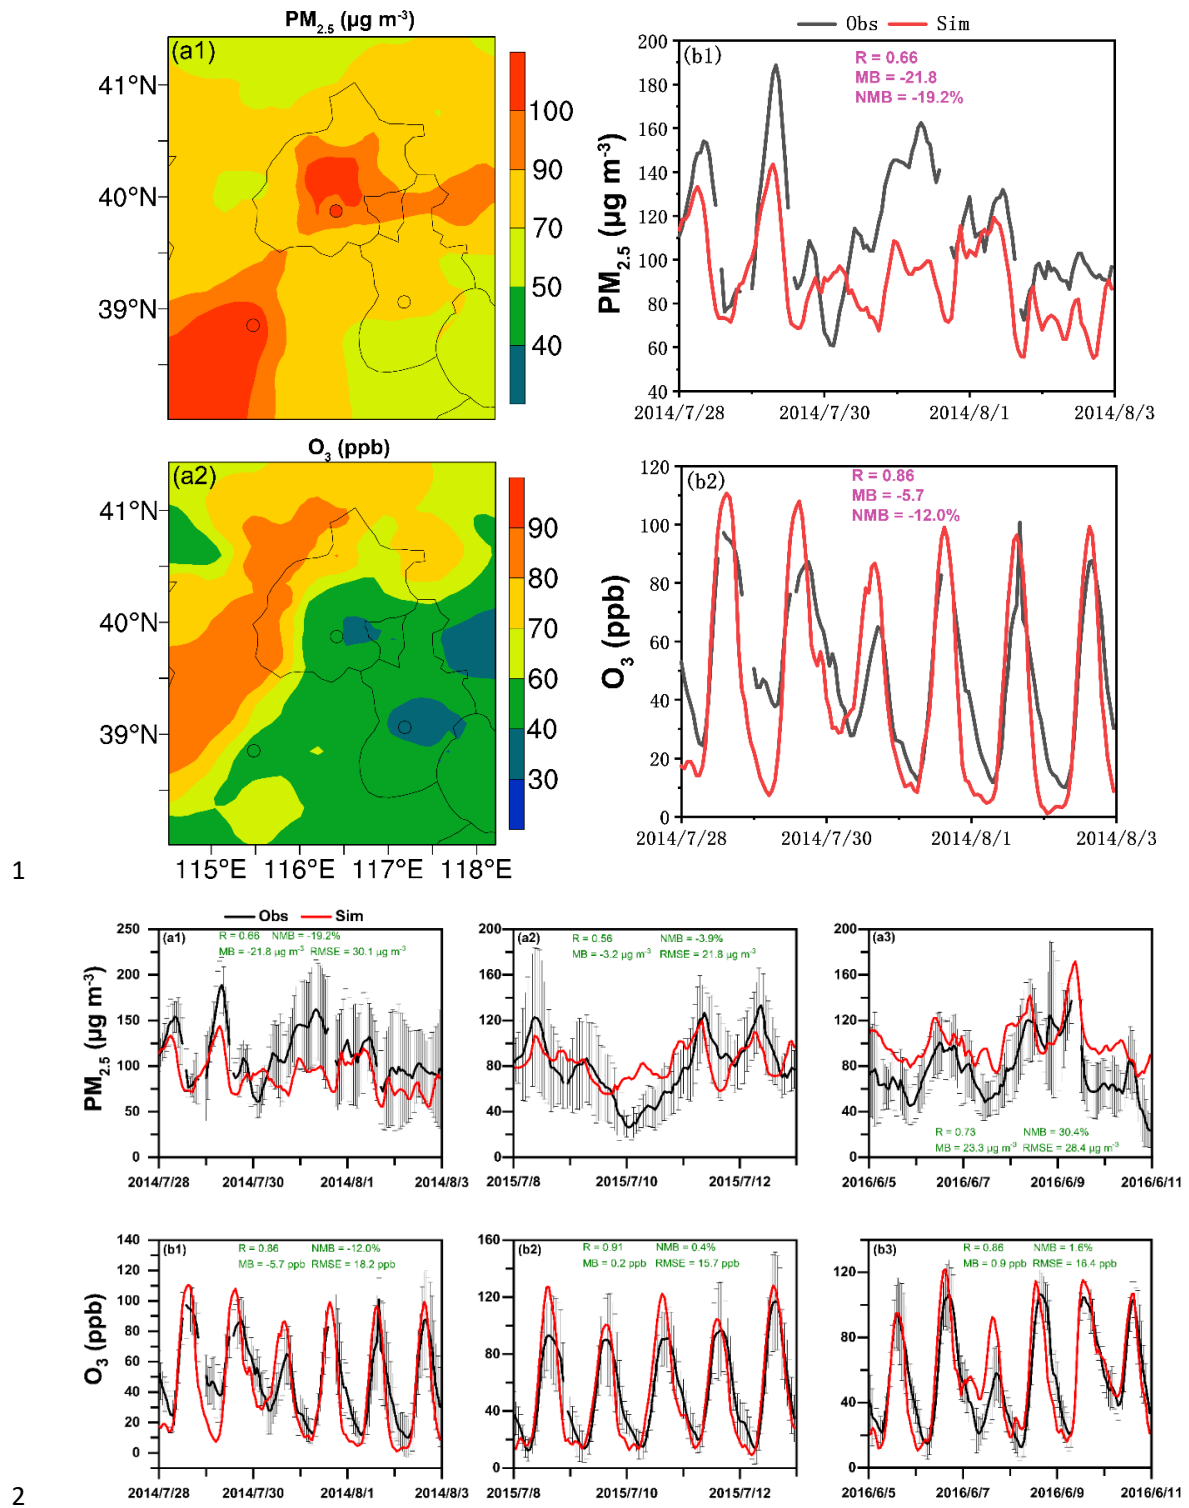 PM2.5 (µg m-3)
(a1)
41°N
40°N
39°N
100
90
70
50
40
Obs Sim
(b1)
R = 0.66
MB = -21.8
NMB = -19.2%
PM2.5 (µg m-3)
200
180
160
140
120
100
80
60
40
2014/7/28 2014/7/30 2014/8/1 2014/8/3
O3 (ppb)
(a2)
41°N
40°N
39°N
115°E 116°E 117°E 118°E
90
80
70
60
40
30
(b2)
R = 0.86
MB = -5.7
NMB = -12.0%
O3 (ppb)
120
100
80
60
40
20
0
2014/7/28 2014/7/30 2014/8/1 2014/8/3
1
Obs Sim
PM2.5 (µg m-3)
(a1)
R = 0.66 NMB = -19.2%
MB = -21.8 µg m-3 RMSE = 30.1 µg m-3
250
200
150
100
50
0
2014/7/28 2014/7/30 2014/8/1 2014/8/3
(a2)
R = 0.56 NMB = -3.9%
MB = -3.2 µg m-3 RMSE = 21.8 µg m-3
200
160
120
80
40
0
2015/7/8 2015/7/10 2015/7/12
(a3)
R = 0.73 NMB = 30.4%
MB = 23.3 µg m-3 RMSE = 28.4 µg m-3
200
160
120
80
40
0
2016/6/5 2016/6/7 2016/6/9 2016/6/11
O3 (ppb)
(b1)
R = 0.86 NMB = -12.0%
MB = -5.7 ppb RMSE = 18.2 ppb
140
120
100
80
60
40
20
0
2014/7/28 2014/7/30 2014/8/1 2014/8/3
(b2)
R = 0.91 NMB = 0.4%
MB = 0.2 ppb RMSE = 15.7 ppb
160
120
80
40
0
2015/7/8 2015/7/10 2015/7/12
(b3)
R = 0.86 NMB = 1.6%
MB = 0.9 ppb RMSE = 16.4 ppb
120
80
40
0
2016/6/5 2016/6/7 2016/6/9 2016/6/11
2